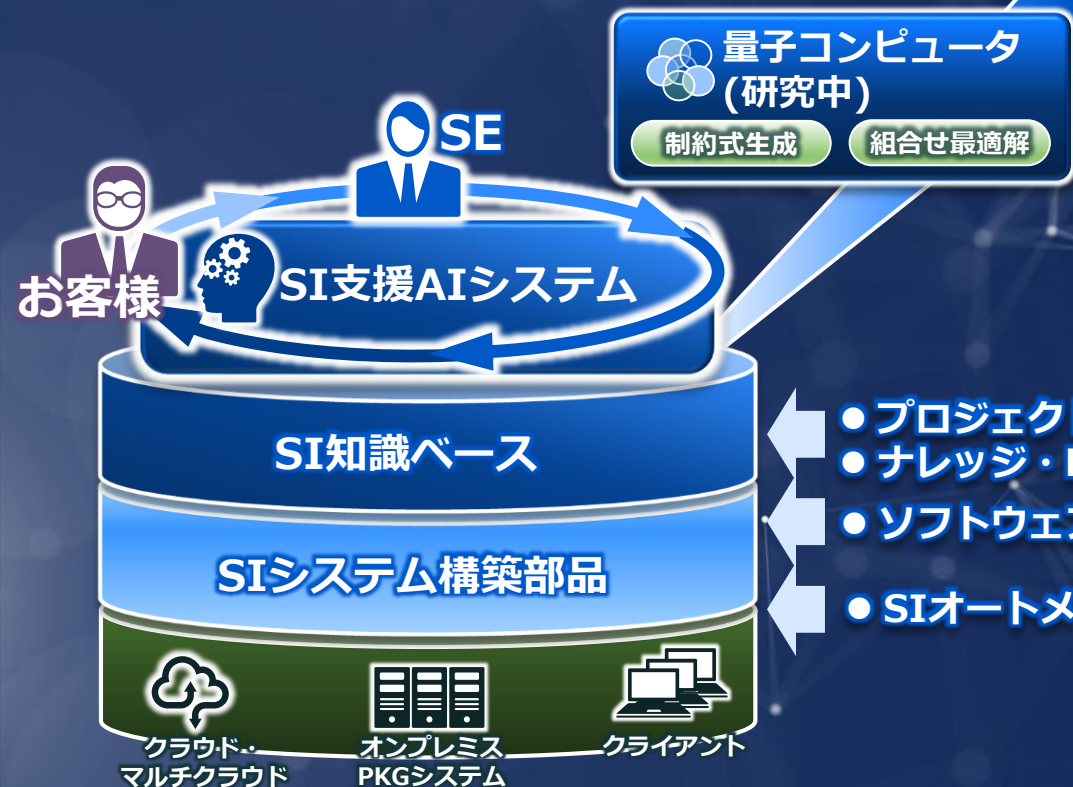 量子コンピュータ
(研究中)
制約式生成
組合せ最適解
SE
お客様
SI支援AIシステム
SI知識ベース
● プロジェクト
● ナレッジ・
SIシステム構築部品
● ソフトウェア
● SIオートメ
クラウド・
マルチクラウド
オンプレミス
PKGシステム
クライアント